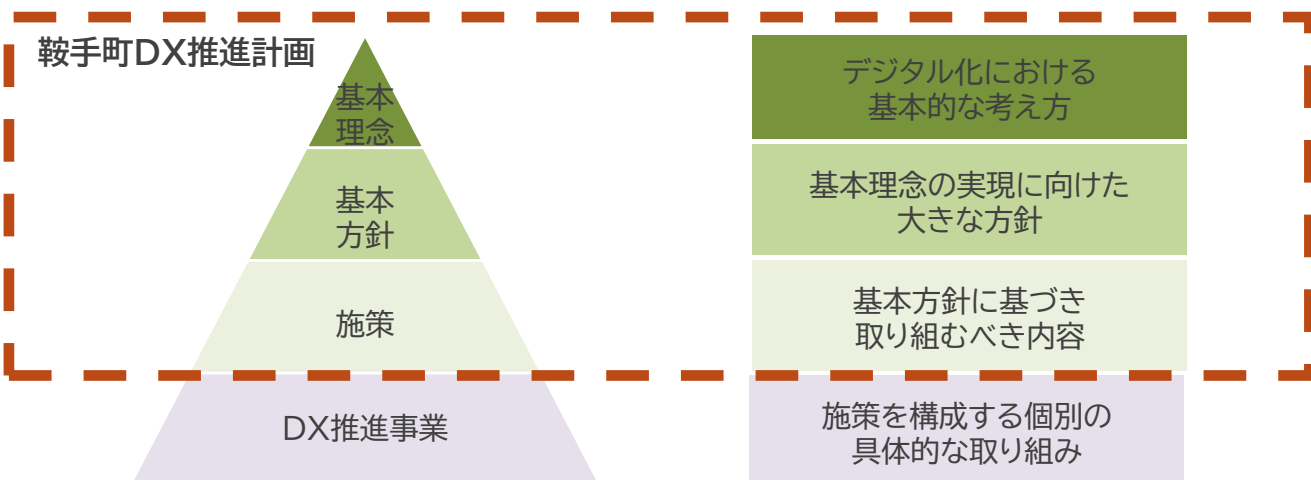 鞍手町DX推進計画
基本
理念
デジタル化における
基本的な考え方
基本
方針
基本理念の実現に向けた
大きな方針
施策
基本方針に基づき
取り組むべき内容
DX推進事業
施策を構成する個別の
具体的な取り組み